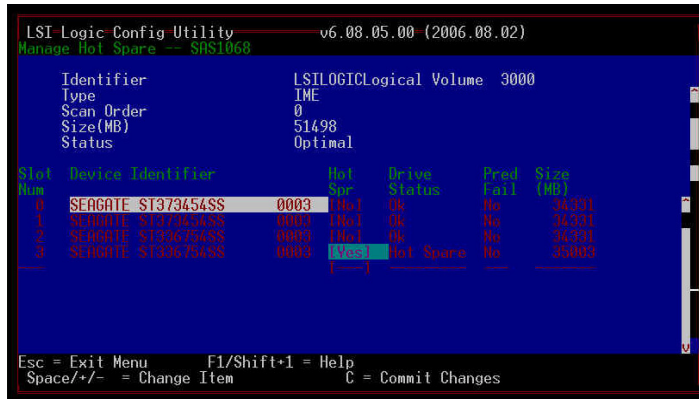 LSI Logic Config Utility v6.08.05.00 (2006.08.02)
Manage Hot Spare -- SAS1068
Identifier LSILOGICLogical Volume 3000
Type IME
Scan Order 0
Size(MB) 51498
Status Optimal
Slot Device Identifier Hot Drive Pred Size
Num Spr Status Fail (MB)
0 SEAGATE ST373454SS 0003 [No] Ok No 34331
1 SEAGATE ST373454SS 0003 [No] Ok No 34331
2 SEAGATE ST336754SS 0003 [No] Ok No 34331
3 SEAGATE ST336754SS 0003 [Yes] Hot Spare No 35003
Esc = Exit Menu F1/Shift+1 = Help
Space/+/- = Change Item C = Commit Changes